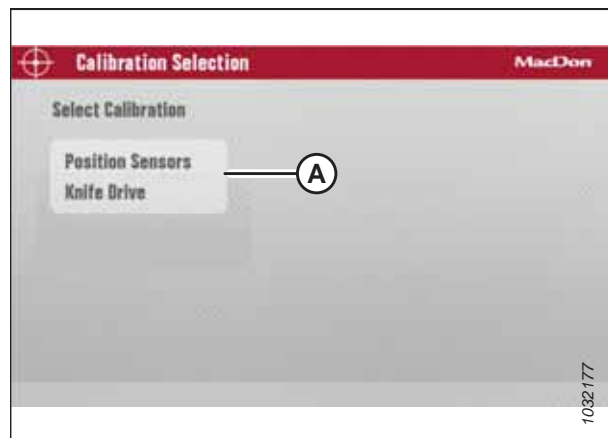 Calibration Selection MacDon
Select Calibration
Position Sensors
A
Knife Drive
1032177